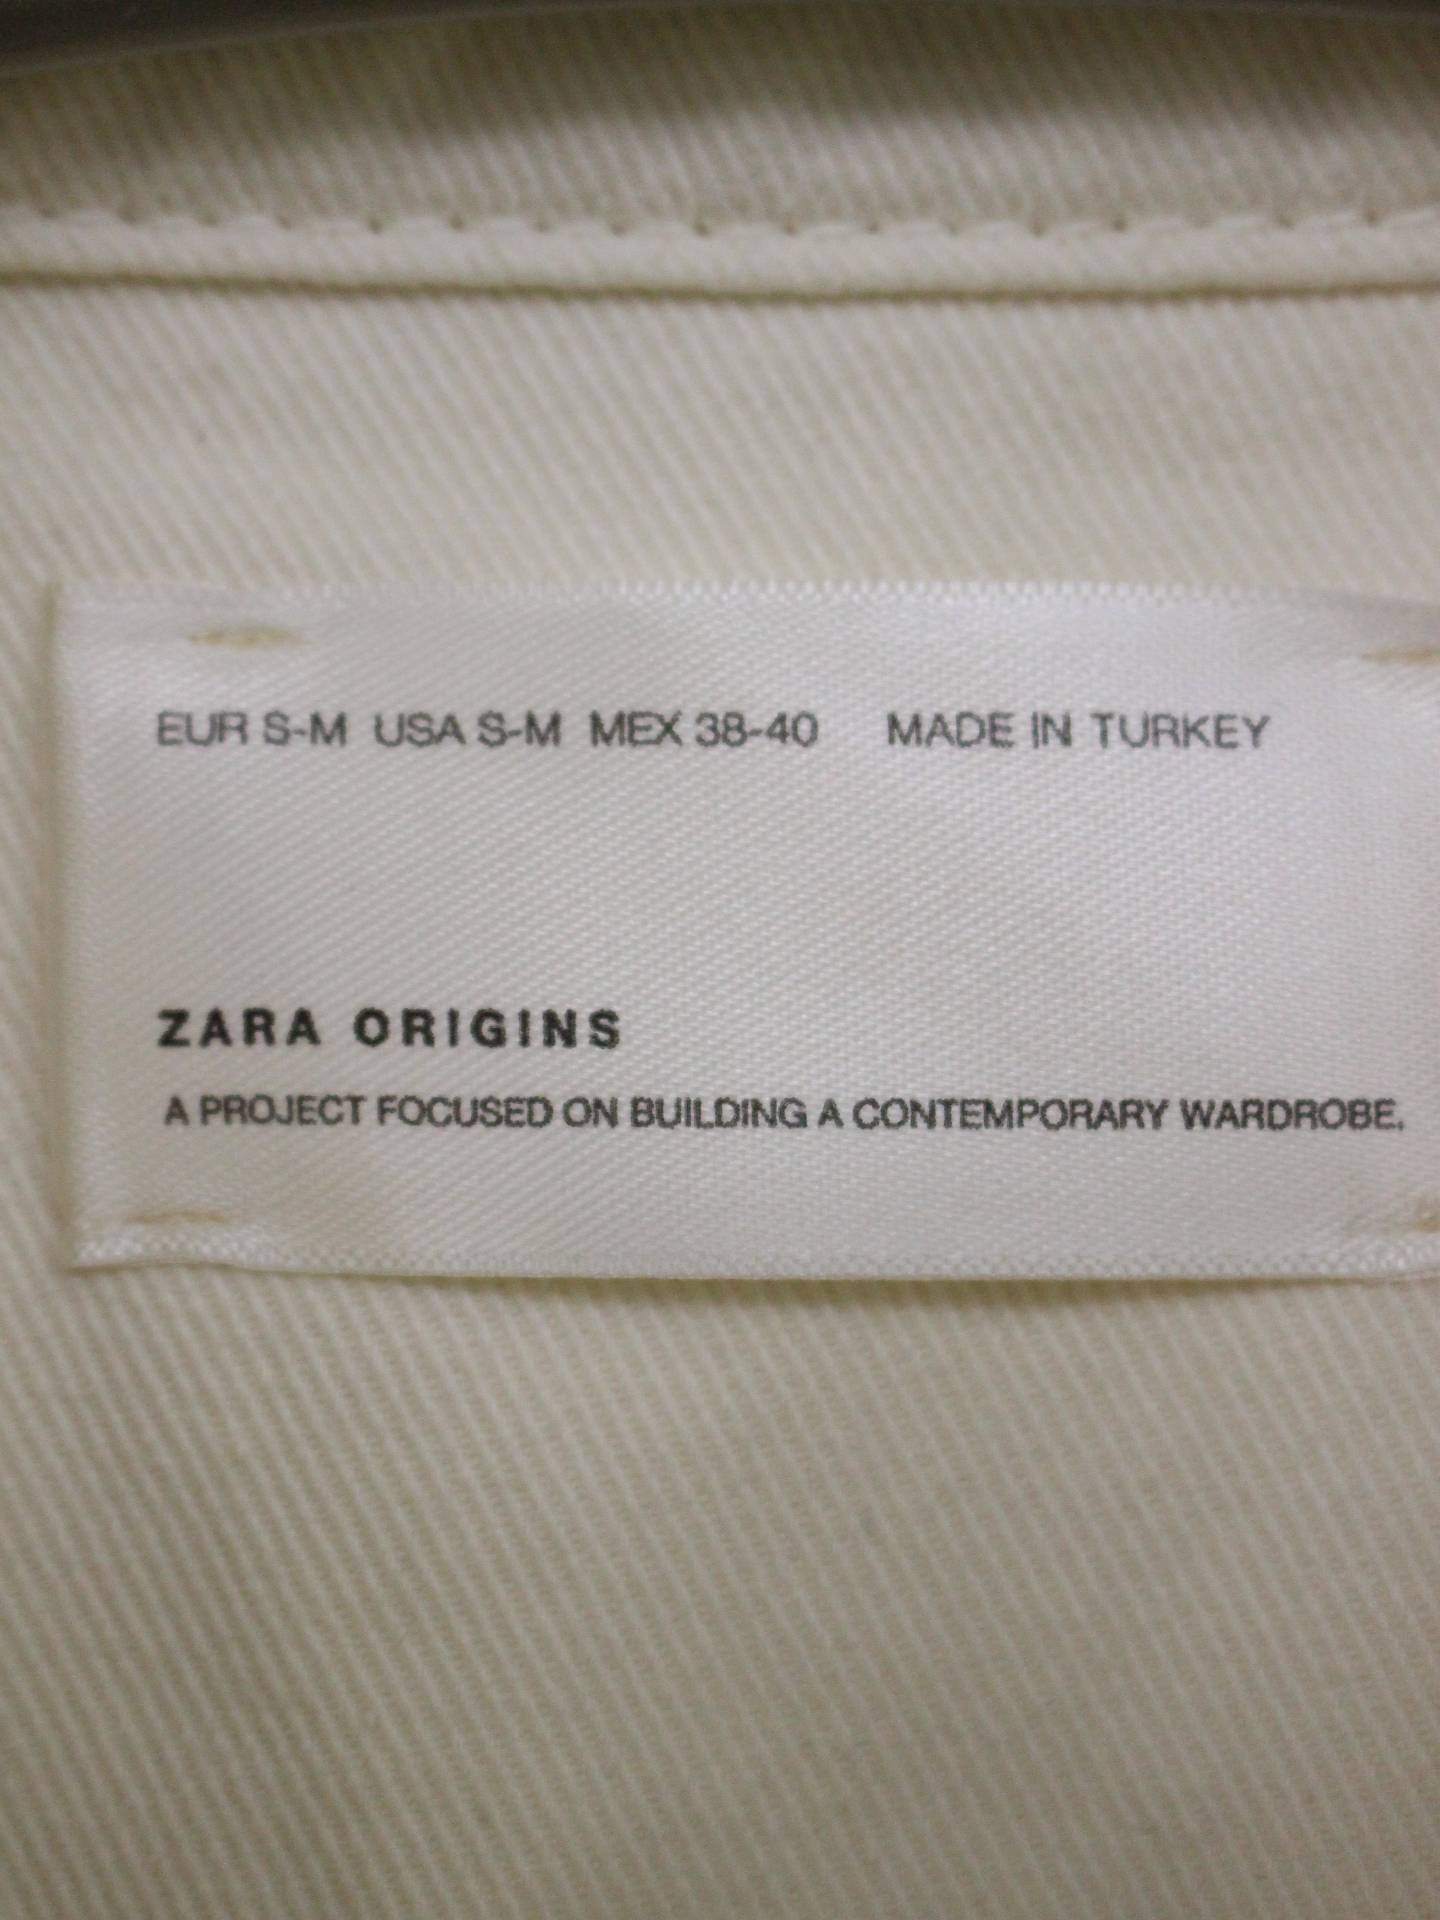 EUR S-M USA S-M MEX 38-40 MADE IN TURKEY
ZARA ORIGINS
A PROJECT FOCUSED ON BUILDING A CONTEMPORARY WARDROBE.